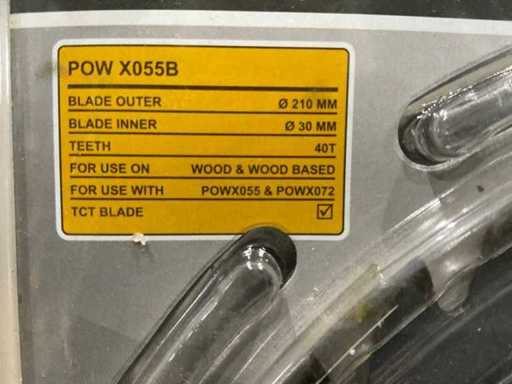 POW X055B
BLADE OUTER Ø 210 MM
BLADE INNER Ø 30 MM
TEETH 40T
FOR USE ON WOOD & WOOD BASED
FOR USE WITH POWX055 & POWX072
TCT BLADE ☑